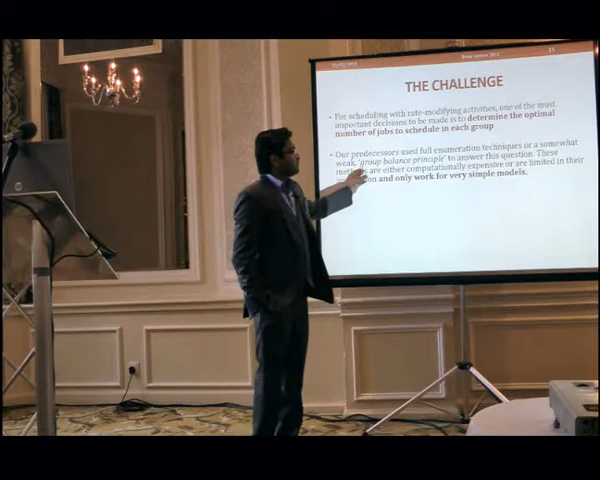 THE CHALLENGE
• For scheduling with rate-modifying activities, one of the most
important decisions to be made is to determine the optimal
number of jobs to schedule in each group
• Our predecessors used full enumeration techniques or a somewhat
weak, 'group balance principle' to answer this question. These
are either computationally expensive or are limited in their
and only work for very simple models.